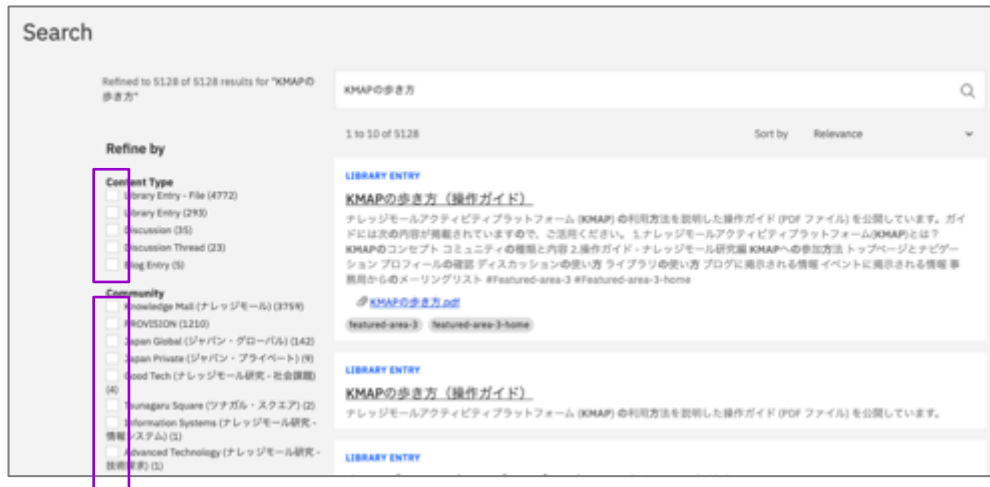 Search
Refined to 5128 of 5128 results for "KMAPの
歩き方"
Refine by
Content Type
Library Entry - File (4772)
Library Entry (293)
Discussion (35)
Discussion Thread (23)
Blog Entry (5)
Community
Knowledge Mall (ナレッジモール) (3759)
PROVISION (1210)
Japan Global (ジャパン・グローバル) (142)
Japan Private (ジャパン・プライベート) (9)
Good Tech (ナレッジモール研究 - 社会課題)
(4)
Tsunagaru Square (ツナガル・スクエア) (2)
Information Systems (ナレッジモール研究 -
情報システム) (1)
Advanced Technology (ナレッジモール研究 -
技術探求) (1)
KMAPの歩き方
1 to 10 of 5128
Sort by Relevance
LIBRARY ENTRY
KMAPの歩き方（操作ガイド）
ナレッジモールアクティビティプラットフォーム (KMAP) の利用方法を説明した操作ガイド (PDF ファイル) を公開しています。ガイ
ドには次の内容が掲載されていますので、ご活用ください。 1.ナレッジモールアクティビティプラットフォーム(KMAP)とは？
KMAPのコンセプト コミュニティの種類と内容 2.操作ガイド - ナレッジモール研究編 KMAPへの参加方法 トップページとナビゲー
ション プロフィールの確認 ディスカッションの使い方 ライブラリの使い方 ブログに掲示される情報 イベントに掲示される情報 事
務局からのメーリングリスト #Featured-area-3 #Featured-area-3-home
KMAPの歩き方.pdf
featured-area-3 featured-area-3-home
LIBRARY ENTRY
KMAPの歩き方（操作ガイド）
ナレッジモールアクティビティプラットフォーム (KMAP) の利用方法を説明した操作ガイド (PDF ファイル) を公開しています。
LIBRARY ENTRY